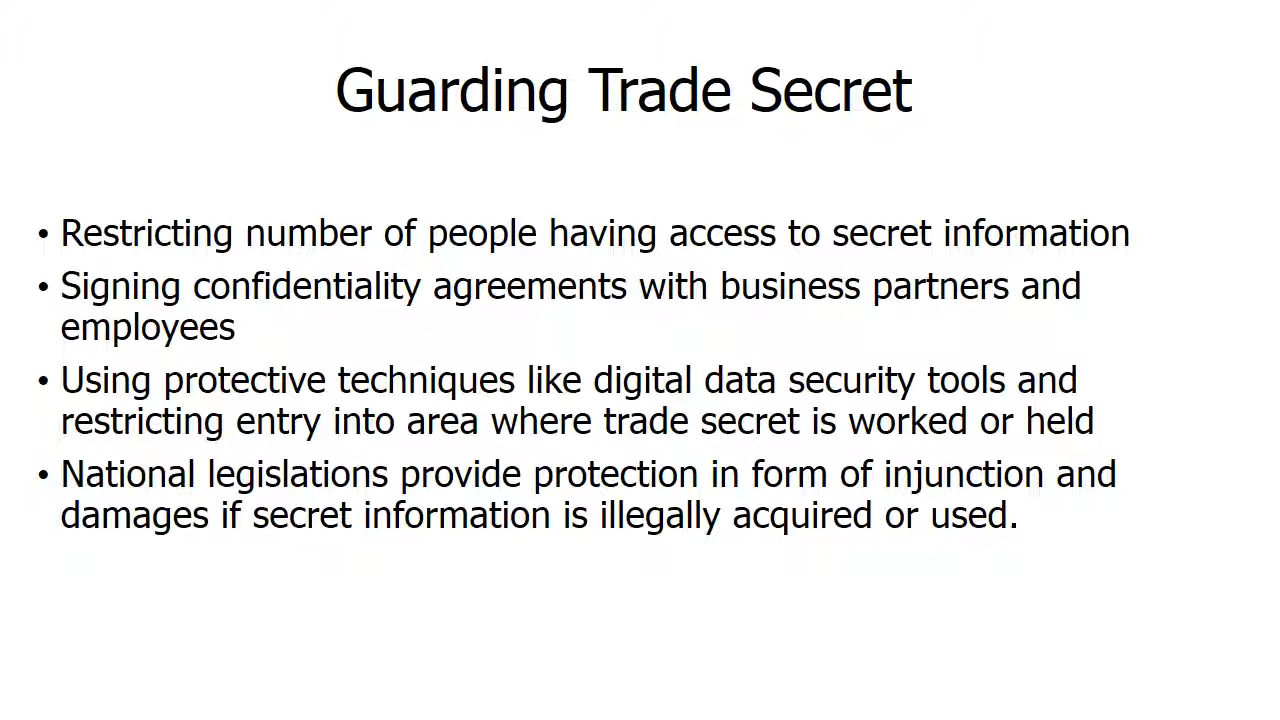 Guarding Trade Secret
• Restricting number of people having access to secret information
• Signing confidentiality agreements with business partners and
employees
• Using protective techniques like digital data security tools and
restricting entry into area where trade secret is worked or held
• National legislations provide protection in form of injunction and
damages if secret information is illegally acquired or used.